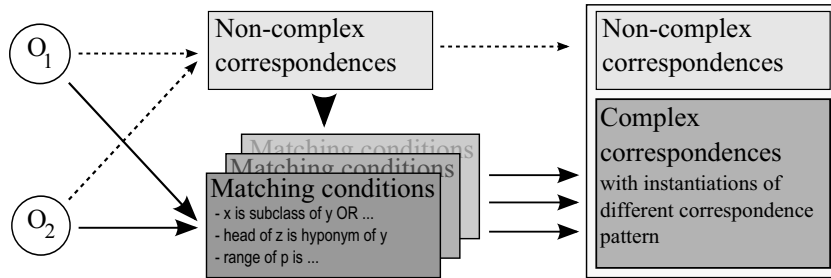 O1
O2
Non-complex
correspondences
Matching conditions
Matching conditions
Matching conditions
- x is subclass of y OR ...
- head of z is hyponym of y
- range of p is ...
Non-complex
correspondences
Complex
correspondences
with instantiations of
different correspondence
pattern